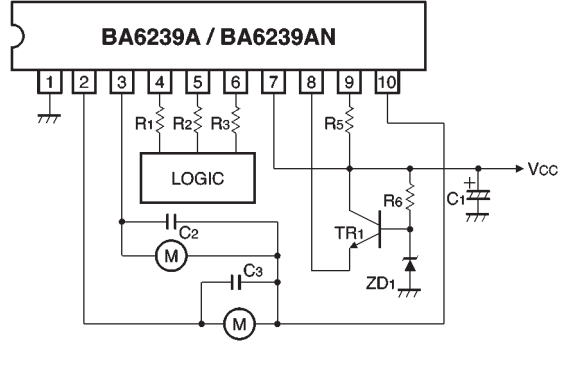 BA6239A / BA6239AN
1 2 3 4 5 6 7 8 9 10
R1 R2 R3 R5
LOGIC
VCC
R6
+
C1
C2
TR1
M
C3
ZD1
M